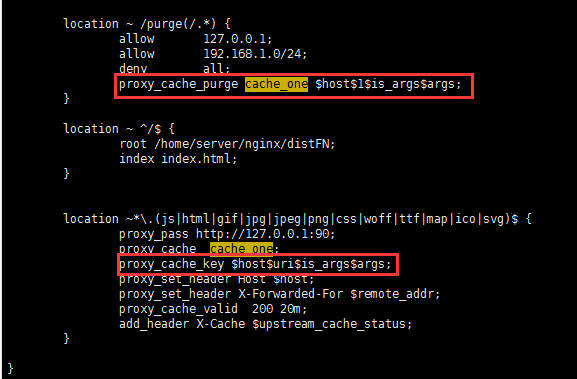 location ~ /purge(/.*) {
allow 127.0.0.1;
allow 192.168.1.0/24;
deny all;
proxy_cache_purge cache_one $host$1$is_args$args;
}
location ~ ^/$ {
root /home/server/nginx/distFN;
index index.html;
}
location ~*\.(js|html|gif|jpg|jpeg|png|css|woff|ttf|map|ico|svg)$ {
proxy_pass http://127.0.0.1:90;
proxy_cache cache_one;
proxy_cache_key $host$uri$is_args$args;
proxy_set_header Host $host;
proxy_set_header X-Forwarded-For $remote_addr;
proxy_cache_valid 200 20m;
add_header X-Cache $upstream_cache_status;
}
}